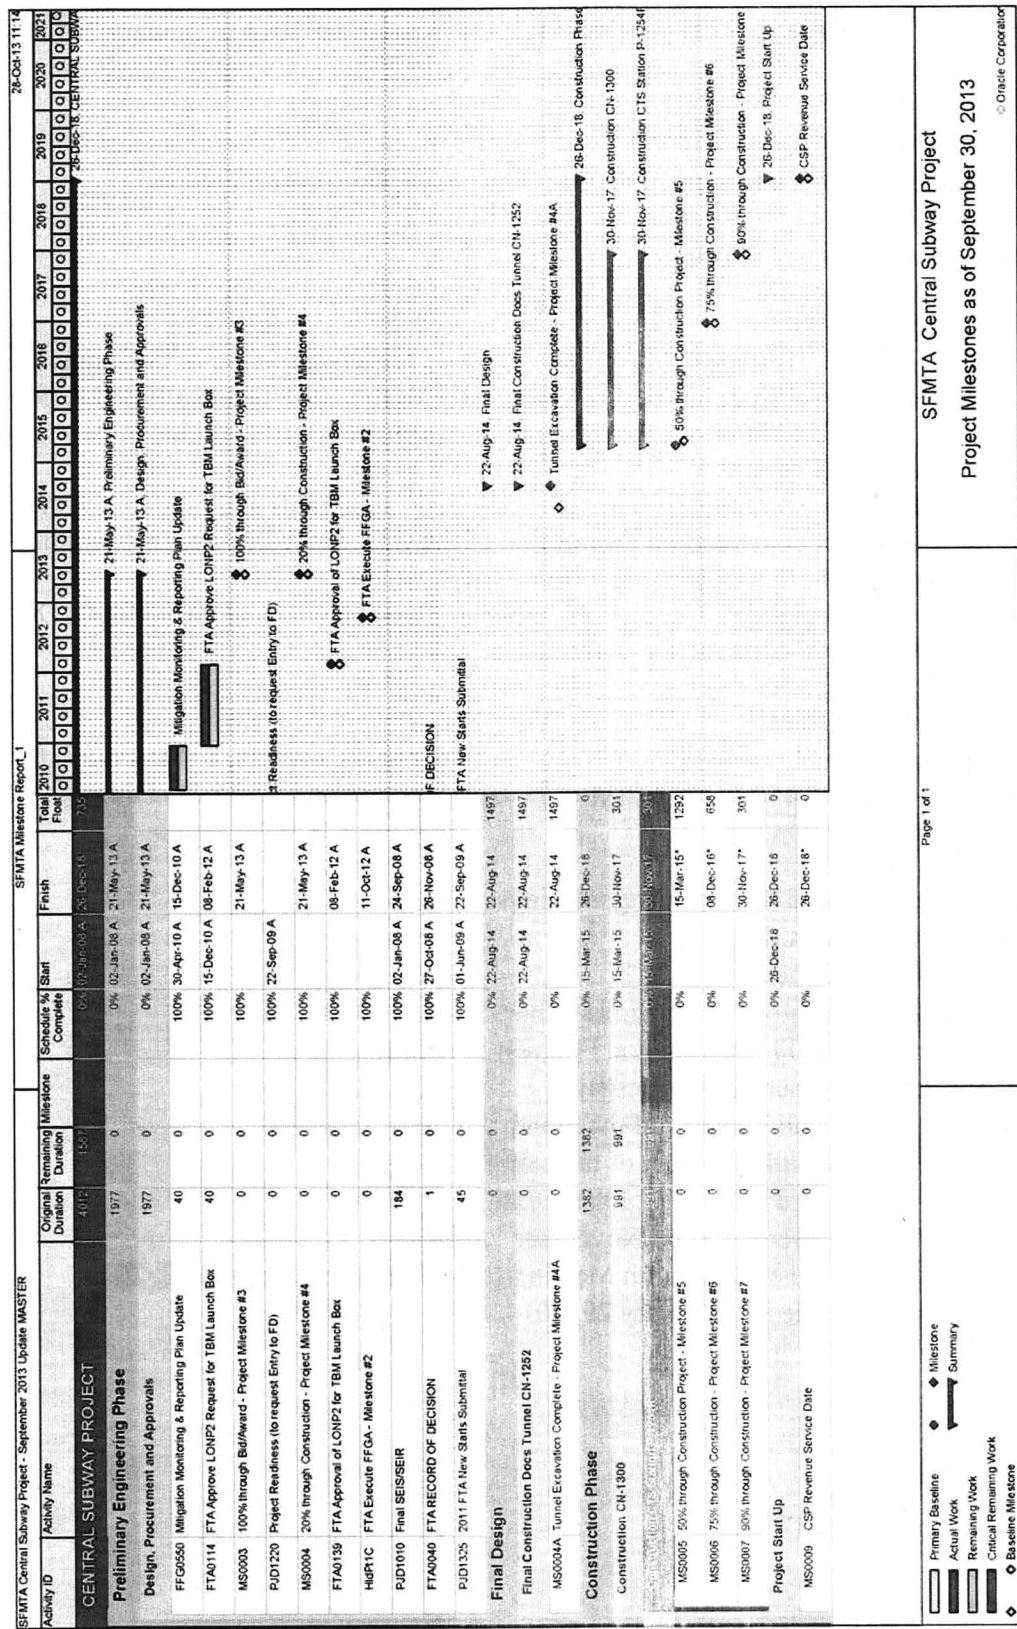 SFMTA Central Subway Project - September 2013 Update MASTER SFMTA Milestone Report_1 28-Oct-13 11:14
Activity ID Activity Name Original Duration Remaining Duration Milestone Schedule % Complete Start Finish Total Float 2010 2011 2012 2013 2014 2015 2016 2017 2018 2019 2020 2021
CENTRAL SUBWAY PROJECT 4012 1567 0% 02-Jan-08 A 26-Dec-18 735 26-Dec-18, CENTRAL SUBWA
Preliminary Engineering Phase 1977 0 0% 02-Jan-08 A 21-May-13 A 21-May-13 A, Preliminary Engineering Phase
Design, Procurement and Approvals 1977 0 0% 02-Jan-08 A 21-May-13 A 21-May-13 A, Design, Procurement and Approvals
FFG0550 Mitigation Monitoring & Reporting Plan Update 40 0 100% 30-Apr-10 A 15-Dec-10 A Mitigation Monitoring & Reporting Plan Update
FTA0114 FTA Approve LONP2 Request for TBM Launch Box 40 0 100% 15-Dec-10 A 08-Feb-12 A FTA Approve LONP2 Request for TBM Launch Box
MS0003 100% through Bid/Award - Project Milestone #3 0 0 100% 21-May-13 A 100% through Bid/Award - Project Milestone #3
PJD1220 Project Readiness (to request Entry to FD) 0 0 100% 22-Sep-09 A ct Readiness (to request Entry to FD)
MS0004 20% through Construction - Project Milestone #4 0 0 100% 21-May-13 A 20% through Construction - Project Milestone #4
FTA0139 FTA Approval of LONP2 for TBM Launch Box 0 0 100% 08-Feb-12 A FTA Approval of LONP2 for TBM Launch Box
HidR1C FTA Execute FFGA - Milestone #2 0 0 100% 11-Oct-12 A FTA Execute FFGA - Milestone #2
PJD1010 Final SEIS/SEIR 184 0 100% 02-Jan-08 A 24-Sep-08 A
FTA0040 FTA RECORD OF DECISION 1 0 100% 27-Oct-08 A 26-Nov-08 A F DECISION
PJD1325 2011 FTA New Starts Submittal 45 0 100% 01-Jun-09 A 22-Sep-09 A FTA New Starts Submittal
Final Design 0 0 0% 22-Aug-14 22-Aug-14 1497 22-Aug-14, Final Design
Final Construction Docs Tunnel CN-1252 0 0 0% 22-Aug-14 22-Aug-14 1497 22-Aug-14, Final Construction Docs Tunnel CN-1252
MS0004A Tunnel Excavation Complete - Project Milestone #4A 0 0 0% 22-Aug-14 1497 Tunnel Excavation Complete - Project Milestone #4A
Construction Phase 1382 1382 0% 15-Mar-15 26-Dec-18 0 26-Dec-18, Construction Phase
Construction CN-1300 991 991 0% 15-Mar-15 30-Nov-17 301 30-Nov-17, Construction CN-1300
0% 15-Mar-15 30-Nov-17 301 30-Nov-17, Construction CTS Station P-1254R
MS0005 50% through Construction Project - Milestone #5 0 0 0% 15-Mar-15* 1292 50% through Construction Project - Milestone #5
MS0006 75% through Construction - Project Milestone #6 0 0 0% 08-Dec-16* 658 75% through Construction - Project Milestone #6
MS0007 90% through Construction - Project Milestone #7 0 0 0% 30-Nov-17* 301 90% through Construction - Project Milestone
Project Start Up 0 0 0% 26-Dec-18 26-Dec-18 0 26-Dec-18, Project Start Up
MS0009 CSP Revenue Service Date 0 0 0% 26-Dec-18* 0 CSP Revenue Service Date
Primary Baseline Milestone
Actual Work Summary
Remaining Work
Critical Remaining Work
Baseline Milestone
Page 1 of 1
SFMTA Central Subway Project
Project Milestones as of September 30, 2013
© Oracle Corporation